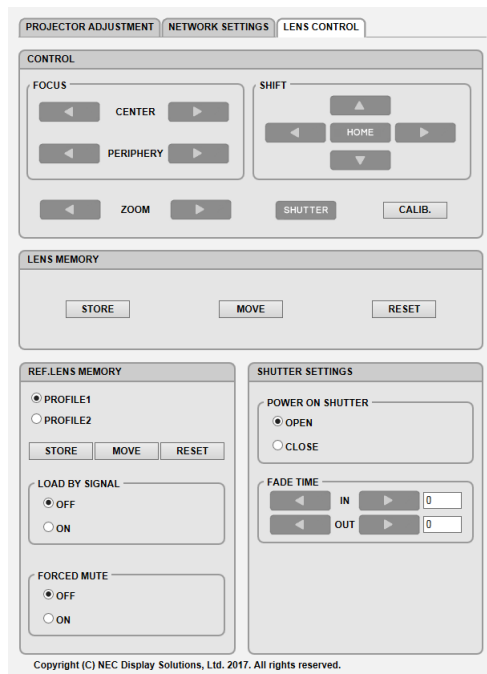 PROJECTOR ADJUSTMENT NETWORK SETTINGS LENS CONTROL
CONTROL
FOCUS
CENTER
PERIPHERY
SHIFT
HOME
ZOOM
SHUTTER
CALIB.
LENS MEMORY
STORE MOVE RESET
REF.LENS MEMORY
PROFILE1
PROFILE2
STORE MOVE RESET
LOAD BY SIGNAL
OFF
ON
FORCED MUTE
OFF
ON
SHUTTER SETTINGS
POWER ON SHUTTER
OPEN
CLOSE
FADE TIME
IN 0
OUT 0
Copyright (C) NEC Display Solutions, Ltd. 2017. All rights reserved.